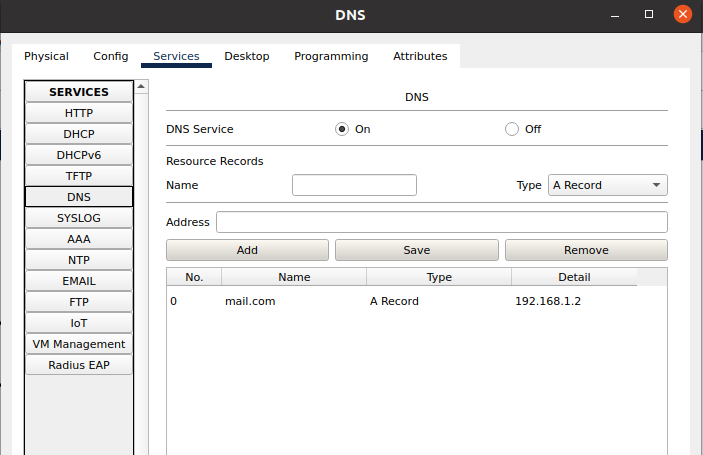 DNS
Physical Config Services Desktop Programming Attributes
SERVICES
HTTP
DHCP
DHCPv6
TFTP
DNS
SYSLOG
AAA
NTP
EMAIL
FTP
IoT
VM Management
Radius EAP
DNS
DNS Service On Off
Resource Records
Name Type A Record
Address
Add Save Remove
No. Name Type Detail
0 mail.com A Record 192.168.1.2